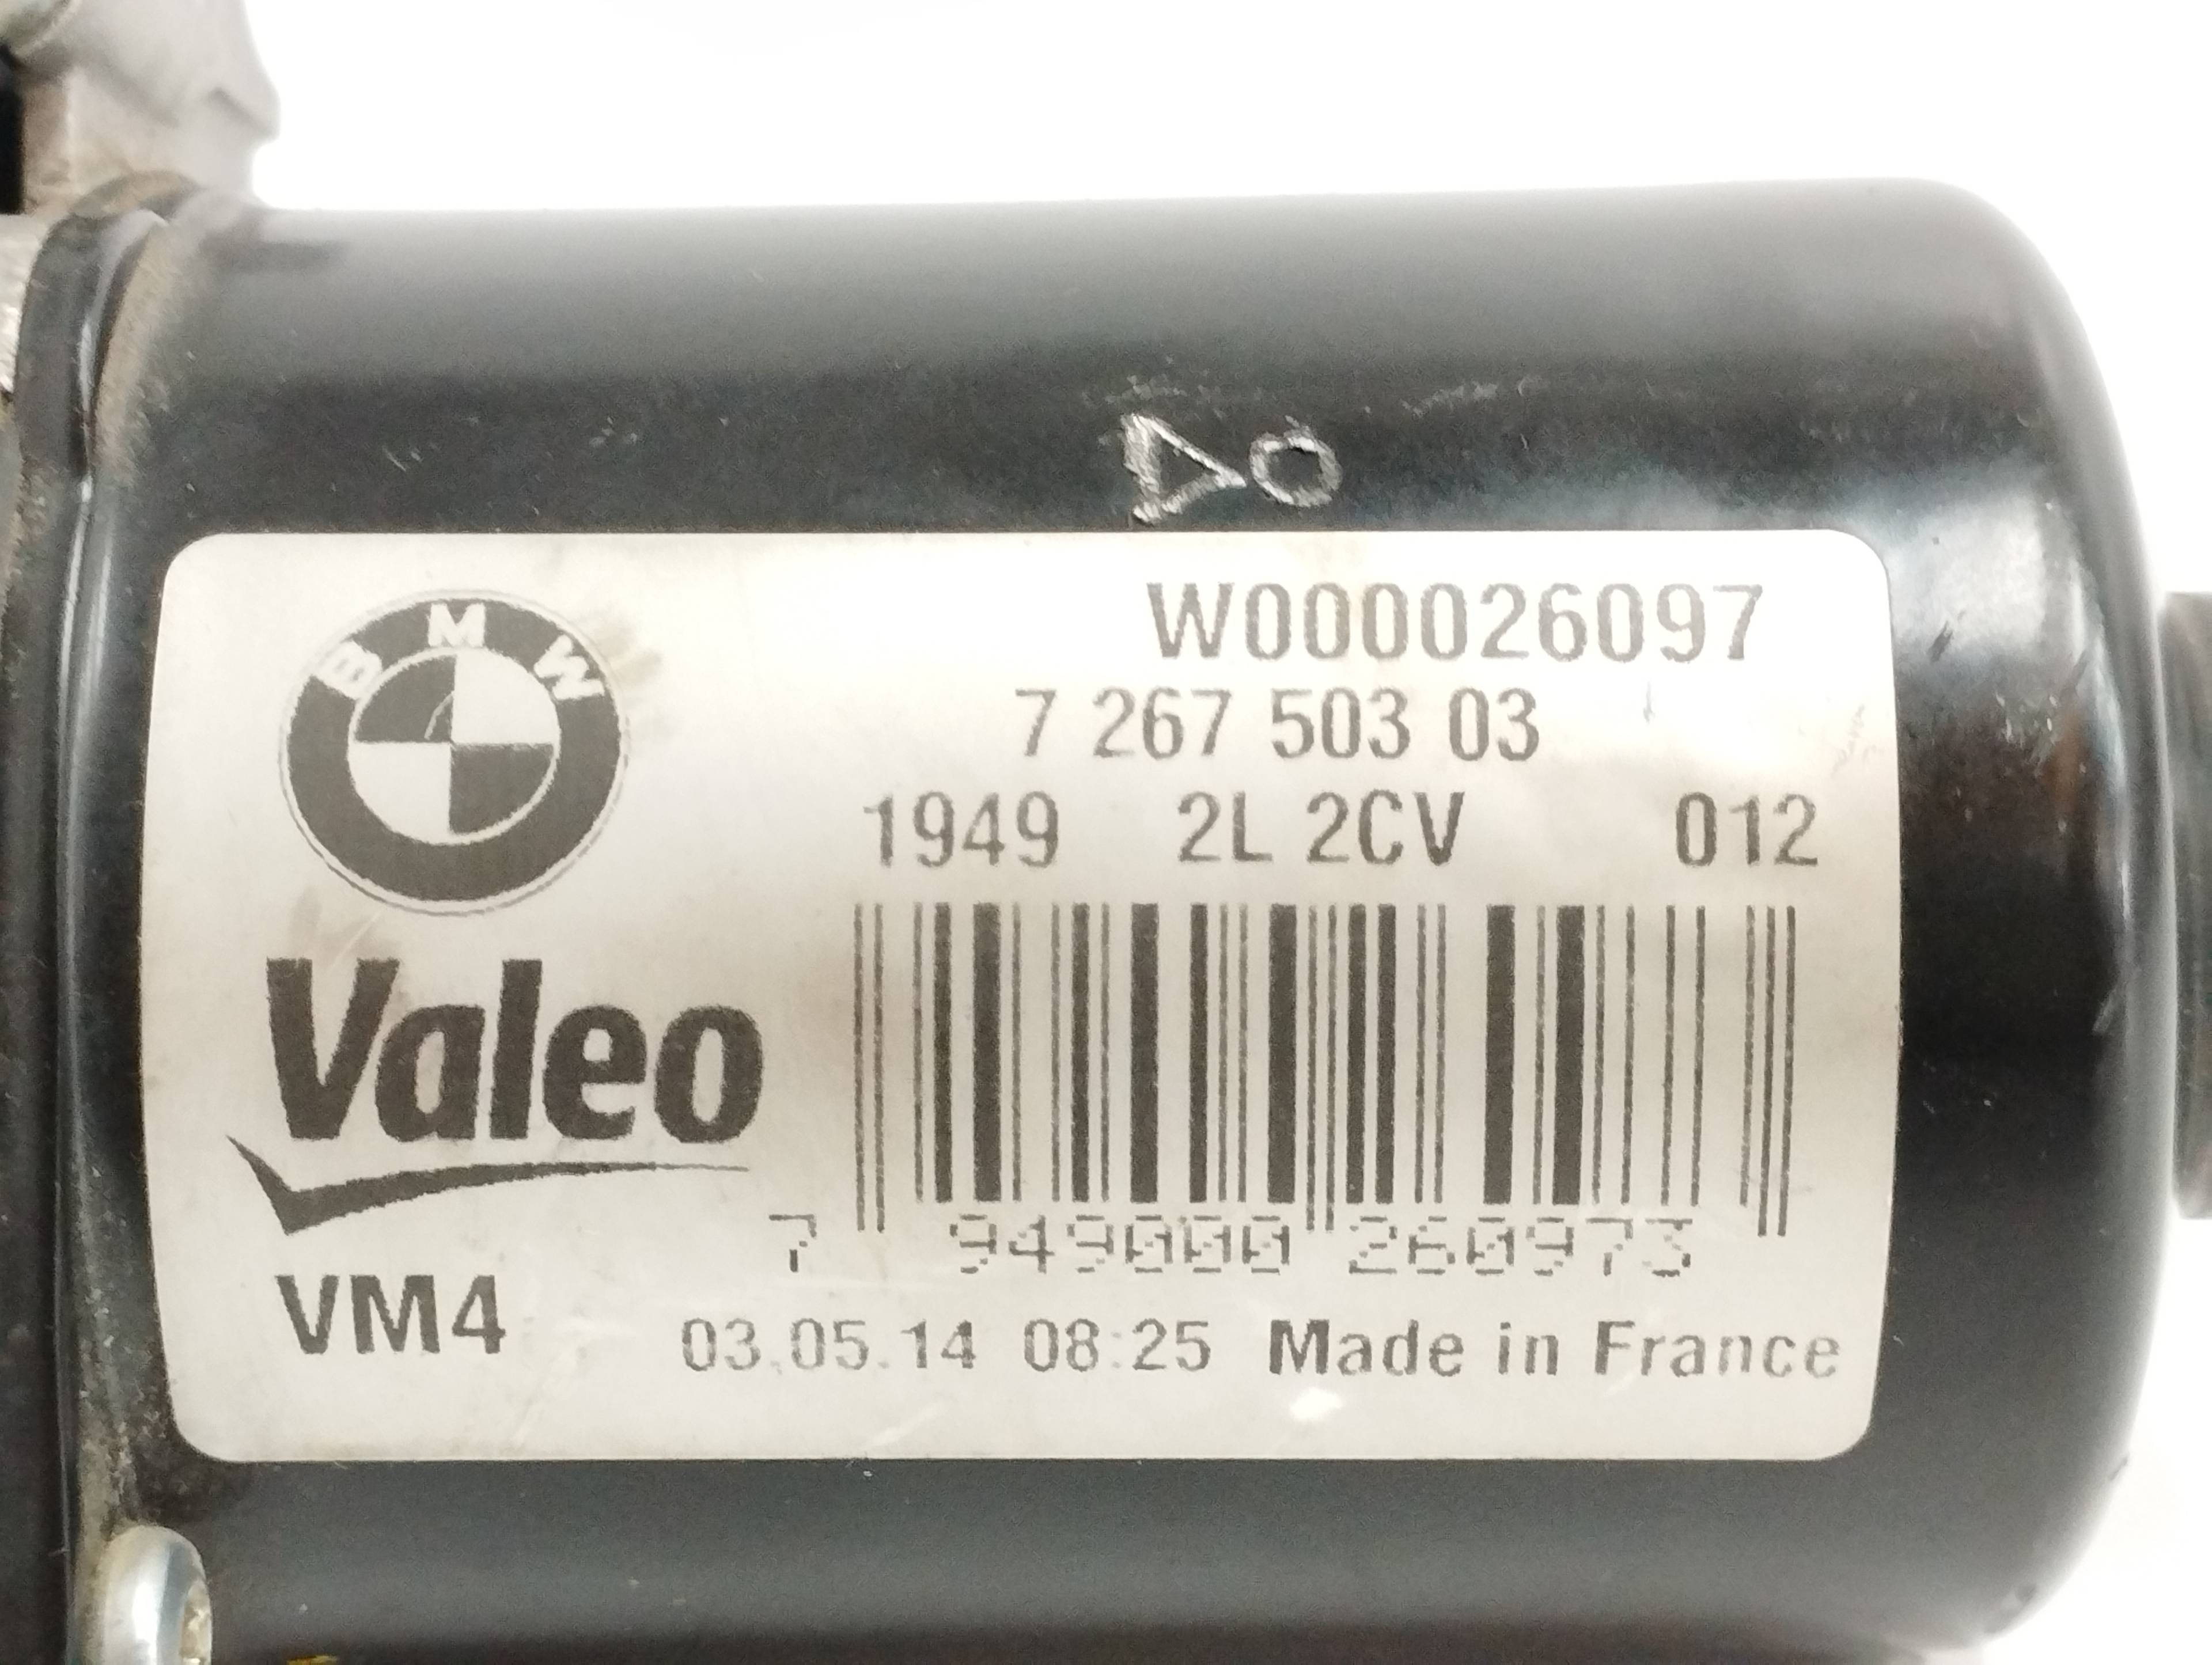 BMW
W000026097
7 267 503 03
1949 2L 2CV 012
Valeo
7 949000 260973
VM4
03.05.14 08:25 Made in France